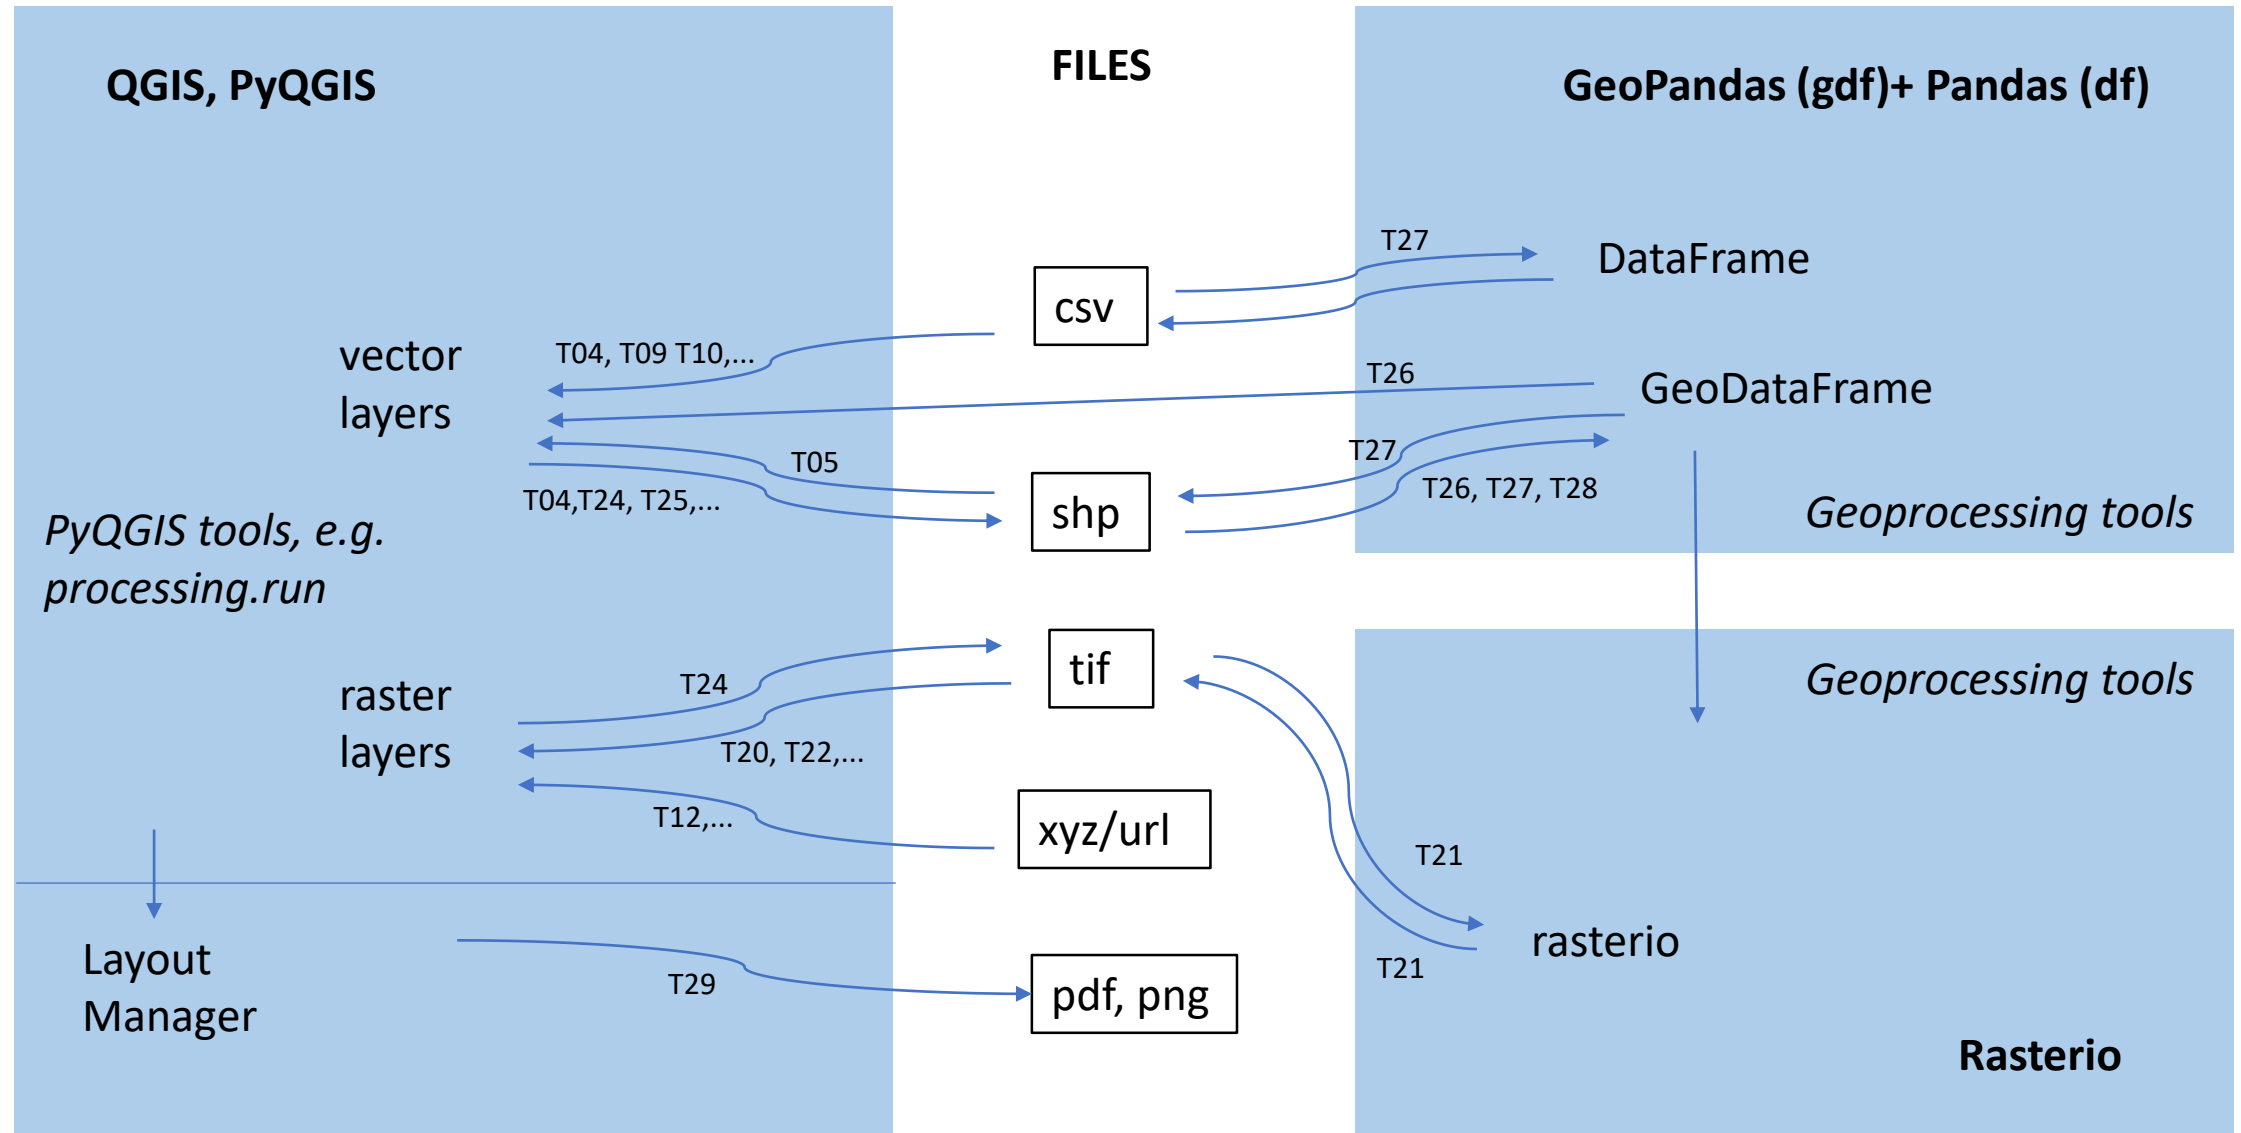 QGIS, PyQGIS
FILES
GeoPandas (gdf)+ Pandas (df)
T27
DataFrame
csv
vector
layers
T04, T09 T10,...
T26
GeoDataFrame
T05
T27
T04,T24, T25,...
shp
T26, T27, T28
Geoprocessing tools
PyQGIS tools, e.g.
processing.run
tif
Geoprocessing tools
raster
layers
T24
T20, T22,...
T12,...
xyz/url
T21
Layout
Manager
T29
pdf, png
T21
rasterio
Rasterio